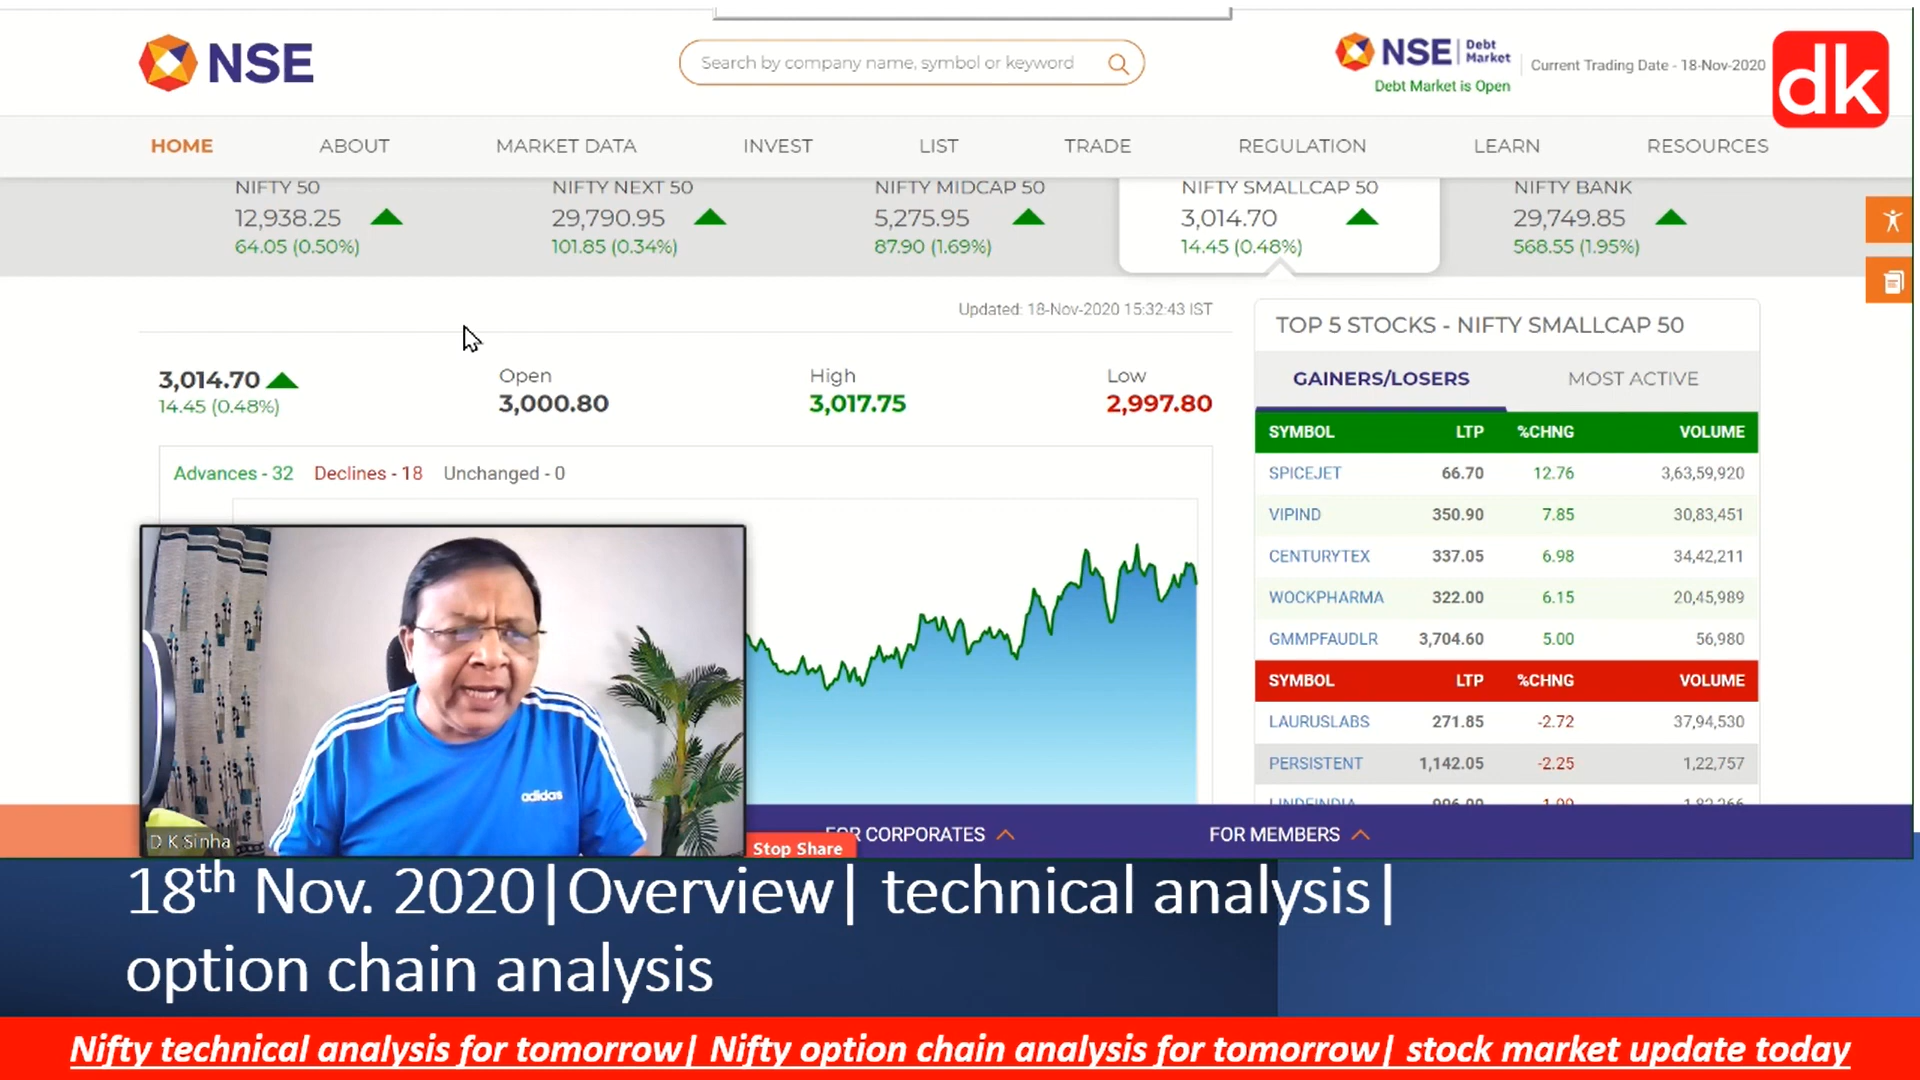 NSE
Search by company name, symbol or keyword
NSE Debt Market
Debt Market is Open
Current Trading Date - 18-Nov-2020
dk
HOME ABOUT MARKET DATA INVEST LIST TRADE REGULATION LEARN RESOURCES
NIFTY 50 NIFTY NEXT 50 NIFTY MIDCAP 50 NIFTY SMALLCAP 50 NIFTY BANK
12,938.25 29,790.95 5,275.95 3,014.70 29,749.85
64.05 (0.50%) 101.85 (0.34%) 87.90 (1.69%) 14.45 (0.48%) 568.55 (1.95%)
Updated: 18-Nov-2020 15:32:43 IST
3,014.70
14.45 (0.48%)
Open
3,000.80
High
3,017.75
Low
2,997.80
Advances - 32 Declines - 18 Unchanged - 0
TOP 5 STOCKS - NIFTY SMALLCAP 50
GAINERS/LOSERS MOST ACTIVE
SYMBOL LTP %CHNG VOLUME
SPICEJET 66.70 12.76 3,63,59,920
VIPIND 350.90 7.85 30,83,451
CENTURYTEX 337.05 6.98 34,42,211
WOCKPHARMA 322.00 6.15 20,45,989
GMMPFAUDLR 3,704.60 5.00 56,980
SYMBOL LTP %CHNG VOLUME
LAURUSLABS 271.85 -2.72 37,94,530
PERSISTENT 1,142.05 -2.25 1,22,757
adidas
D K Sinha
Stop Share
FOR CORPORATES FOR MEMBERS
18th Nov. 2020|Overview| technical analysis|
option chain analysis
Nifty technical analysis for tomorrow| Nifty option chain analysis for tomorrow| stock market update today